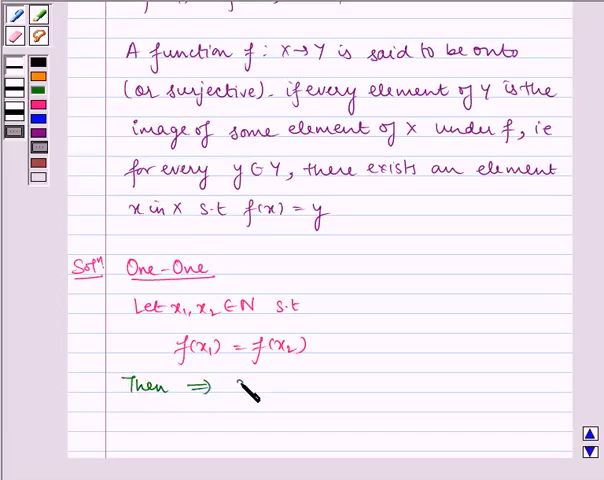 A function f : X→Y is said to be onto
(or surjective). if every element of Y is the
image of some element of X under f, ie
for every y ∈ Y, there exists an element
x in X s.t f(x) = y
Solⁿ One-One
Let x₁, x₂ ∈ N s.t
f(x₁) = f(x₂)
Then ⇒